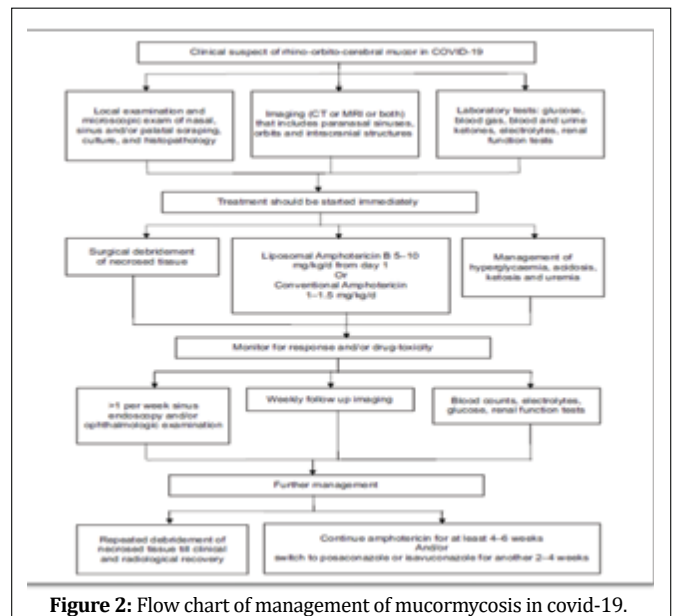 Clinical suspect of rhino-orbito-cerebral mucor in COVID-19
Local examination and
microscopic exam of nasal,
sinus and/or palatal scraping,
culture, and histopathology
Imaging (CT or MRI or both)
that includes paranasal sinuses,
orbits and intracranial structures
Laboratory tests: glucose,
blood gas, blood and urine
ketones, electrolytes, renal
function tests
Treatment should be started immediately
Surgical debridement
of necrosed tissue
Liposomal Amphotericin B 5–10
mg/kg/d from day 1
Or
Conventional Amphotericin
1–1.5 mg/kg/d
Management of
hyperglycaemia, acidosis,
ketosis and uremia
Monitor for response and/or drug-toxicity
>1 per week sinus
endoscopy and/or
ophthalmologic examination
Weekly follow up imaging
Blood counts, electrolytes,
glucose, renal function tests
Further management
Repeated debridement of
necrosed tissue till clinical
and radiological recovery
Continue amphotericin for at least 4–6 weeks
And/or
switch to posaconazole or isavuconazole for another 2–4 weeks
Figure 2: Flow chart of management of mucormycosis in covid-19.